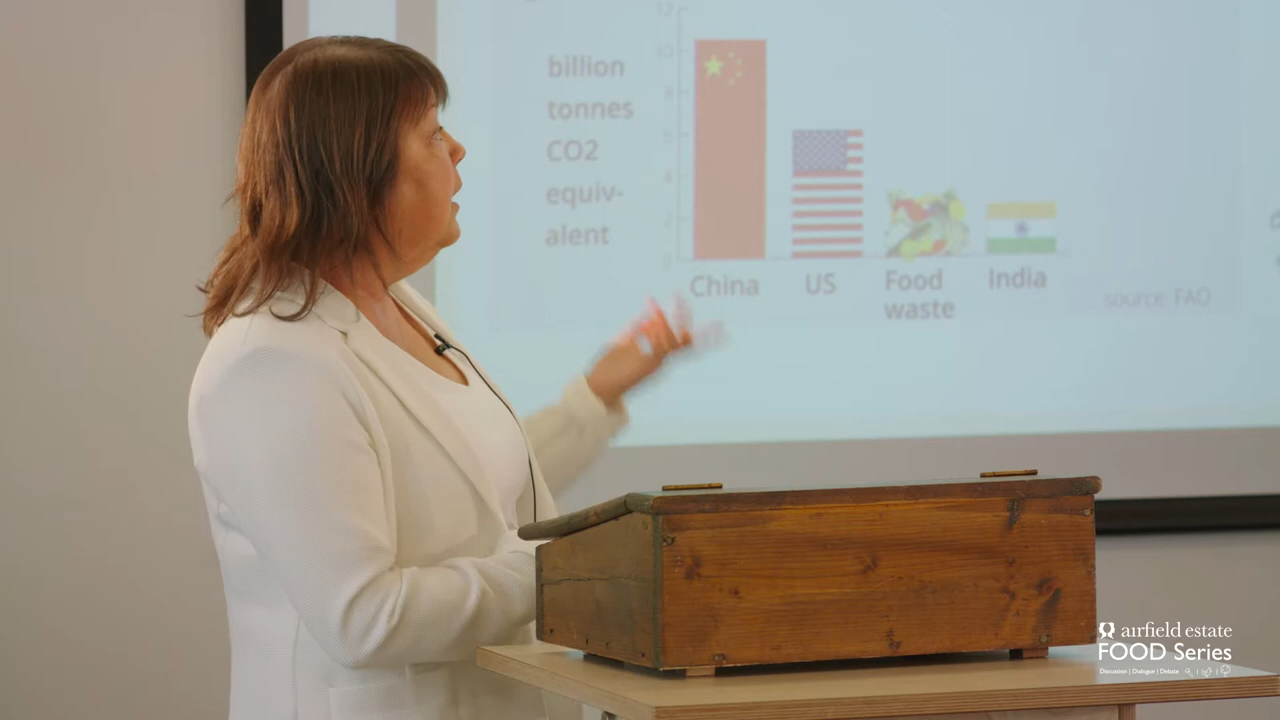 billion
tonnes
CO2
equiv-
alent
12
10
8
6
4
2
0
China
US
Food
waste
India
source: FAO
airfield estate
FOOD Series
Discussion | Dialogue | Debate